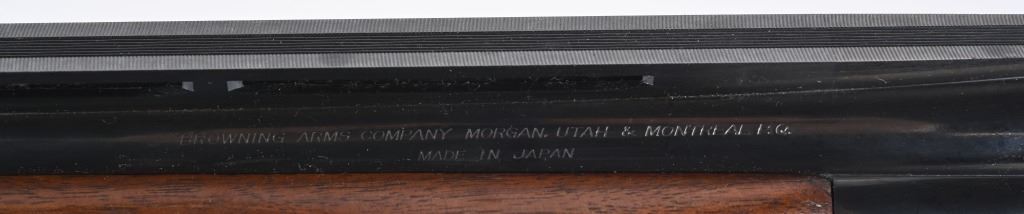 BROWNING ARMS COMPANY MORGAN, UTAH & MONTREAL P.Q.
MADE IN JAPAN